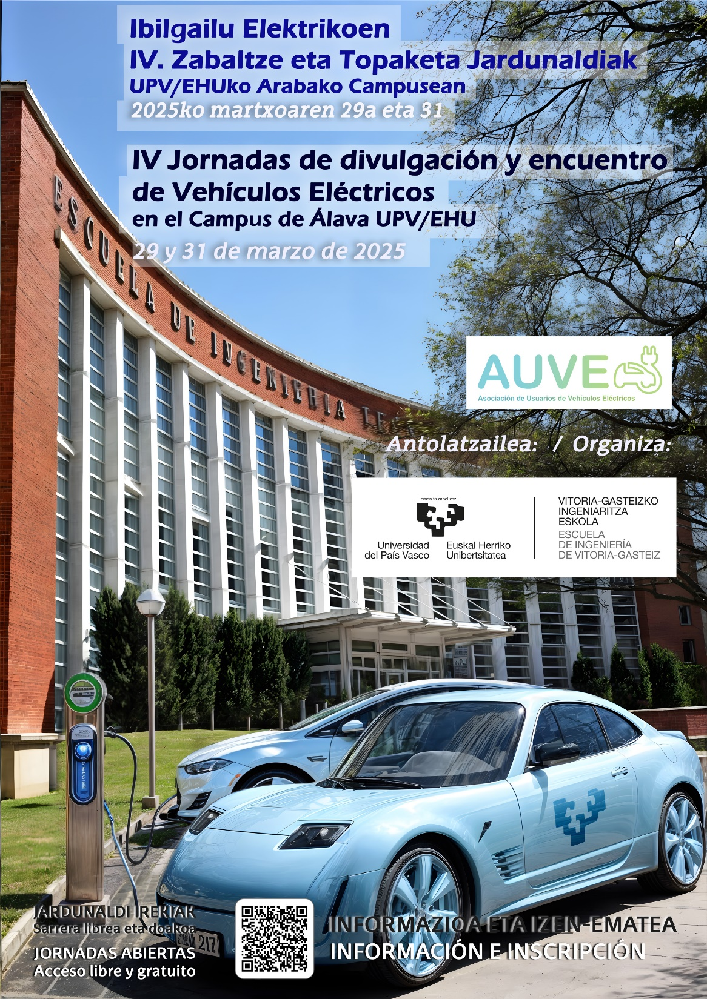 Ibilgailu Elektrikoen
IV. Zabaltze eta Topaketa Jardunaldiak
UPV/EHUko Arabako Campusean
2025ko martxoaren 29a eta 31
IV Jornadas de divulgación y encuentro
de Vehículos Eléctricos
en el Campus de Álava UPV/EHU
29 y 31 de marzo de 2025
ESCUELA DE INGENIERIA
AUVE
Asociación de Usuarios de Vehículos Eléctricos
Antolatzailea: / Organiza:
eman ta zabal zazu
Universidad
del País Vasco
Euskal Herriko
Unibertsitatea
VITORIA-GASTEIZKO
INGENIARITZA
ESKOLA
ESCUELA
DE INGENIERÍA
DE VITORIA-GASTEIZ
JARDUNALDI IREKIAK
Sarrera librea eta doakoa
JORNADAS ABIERTAS
Acceso libre y gratuito
INFORMAZIOA ETA IZEN-EMATEA
INFORMACIÓN E INSCRIPCIÓN